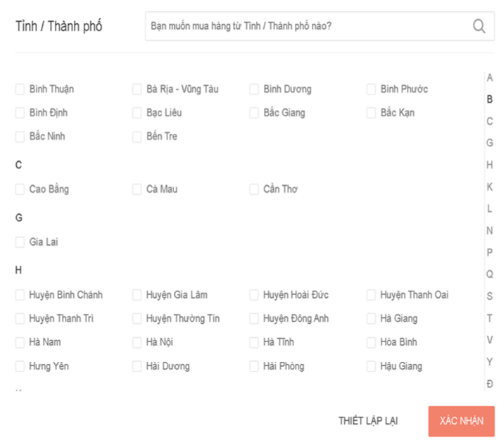 Tỉnh / Thành phố
Bạn muốn mua hàng từ Tỉnh / Thành phố nào?
Bình Thuận Bà Rịa - Vũng Tàu Bình Dương Bình Phước
Bình Định Bạc Liêu Bắc Giang Bắc Kạn
Bắc Ninh Bến Tre
C
Cao Bằng Cà Mau Cần Thơ
G
Gia Lai
H
Huyện Bình Chánh Huyện Gia Lâm Huyện Hoài Đức Huyện Thanh Oai
Huyện Thanh Trì Huyện Thường Tín Huyện Đông Anh Hà Giang
Hà Nam Hà Nội Hà Tĩnh Hòa Bình
Hưng Yên Hải Dương Hải Phòng Hậu Giang
A
B
C
G
H
K
L
N
P
Q
S
T
V
Y
Đ
THIẾT LẬP LẠI XÁC NHẬN